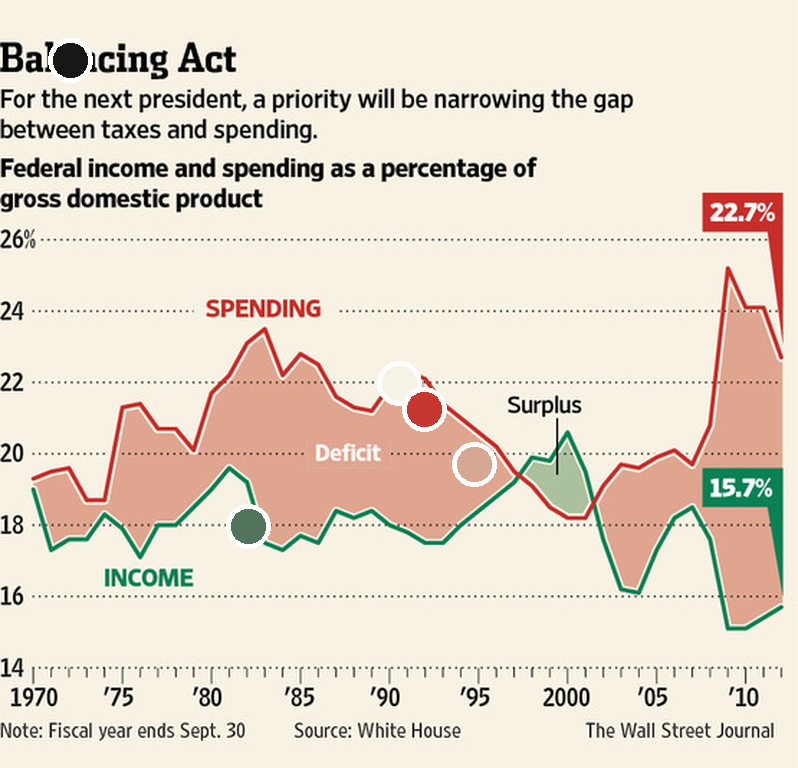 Balancing Act
For the next president, a priority will be narrowing the gap
between taxes and spending.
Federal income and spending as a percentage of
gross domestic product
22.7%
26%
24
SPENDING
22
Surplus
20
Deficit
15.7%
18
INCOME
16
14
1970 '75 '80 '85 '90 '95 2000 '05 '10
Note: Fiscal year ends Sept. 30 Source: White House The Wall Street Journal